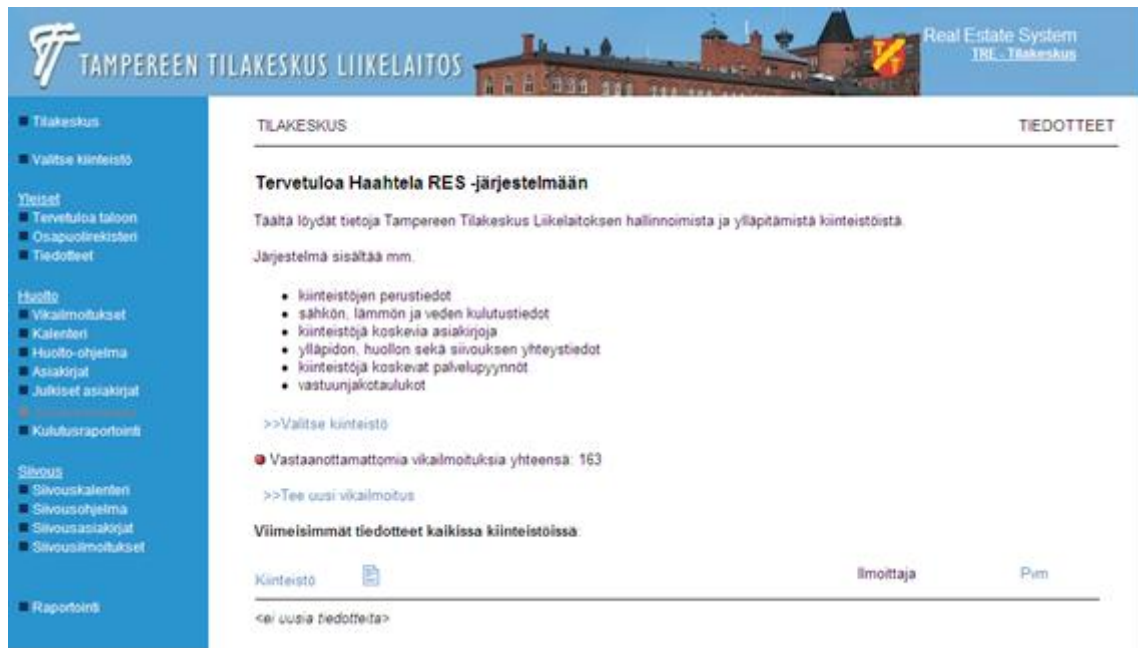 TAMPEREEN TILAKESKUS LIIKELAITOS
Real Estate System
TRE - Tilakeskus
Tilakeskus
Valitse kiinteistö
Yleiset
Tervetuloa taloon
Osapuolirekisteri
Tiedotteet
Huolto
Vikailmoitukset
Kalenteri
Huolto-ohjelma
Asiakirjat
Julkiset asiakirjat
Kulutusraportointi
Siivous
Siivouskalenteri
Siivousohjelma
Siivousasiakirjat
Siivousilmoitukset
Raportointi
TILAKESKUS
TIEDOTTEET
Tervetuloa Haahtela RES -järjestelmään
Täältä löydät tietoja Tampereen Tilakeskus Liikelaitoksen hallinnoimista ja ylläpitämistä kiinteistöistä.
Järjestelmä sisältää mm.
• kiinteistöjen perustiedot
• sähkön, lämmön ja veden kulutustiedot
• kiinteistöjä koskevia asiakirjoja
• ylläpidon, huollon sekä siivouksen yhteystiedot
• kiinteistöjä koskevat palvelupyynnöt
• vastuunjakotaulukot
>>Valitse kiinteistö
Vastaanottamattomia vikailmoituksia yhteensä: 163
>>Tee uusi vikailmoitus
Viimeisimmät tiedotteet kaikissa kiinteistöissä:
Kiinteistö Ilmoittaja Pvm
<ei uusia tiedotteita>